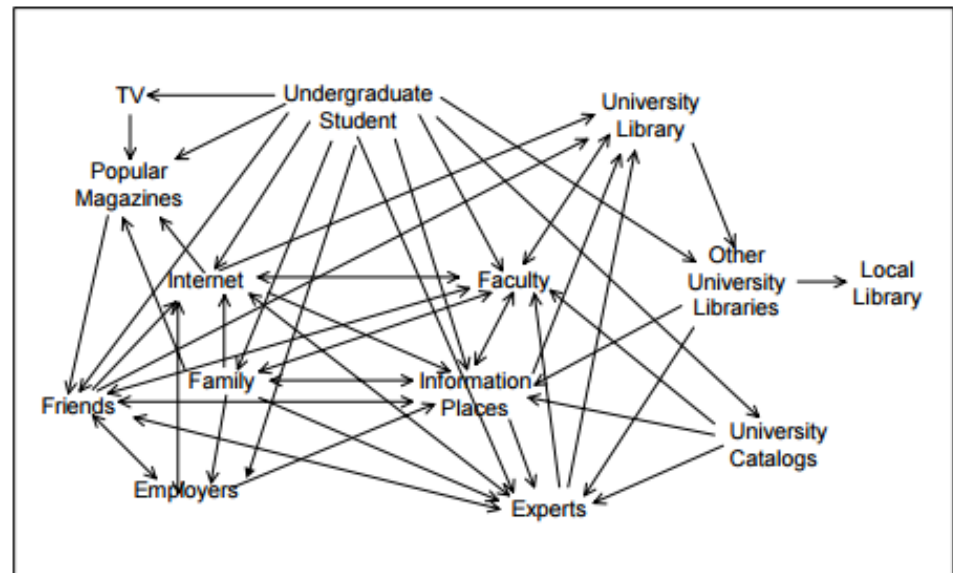 TV
Undergraduate
Student
University
Library
Popular
Magazines
Internet
Faculty
Other
University
Libraries
Local
Library
Family
Information
Places
Friends
University
Catalogs
Employers
Experts